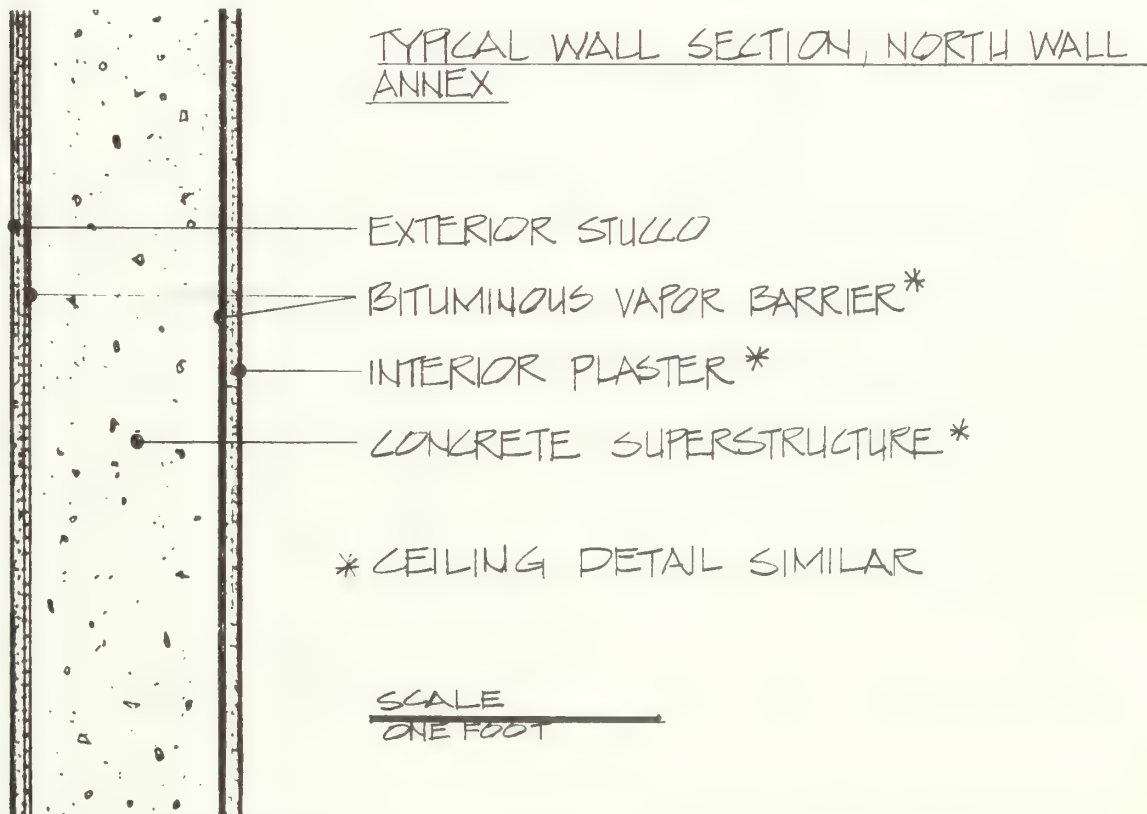 TYPICAL WALL SECTION, NORTH WALL
ANNEX
EXTERIOR STUCCO
BITUMINOUS VAPOR BARRIER*
INTERIOR PLASTER*
CONCRETE SUPERSTRUCTURE*
* CEILING DETAIL SIMILAR
SCALE
ONE FOOT